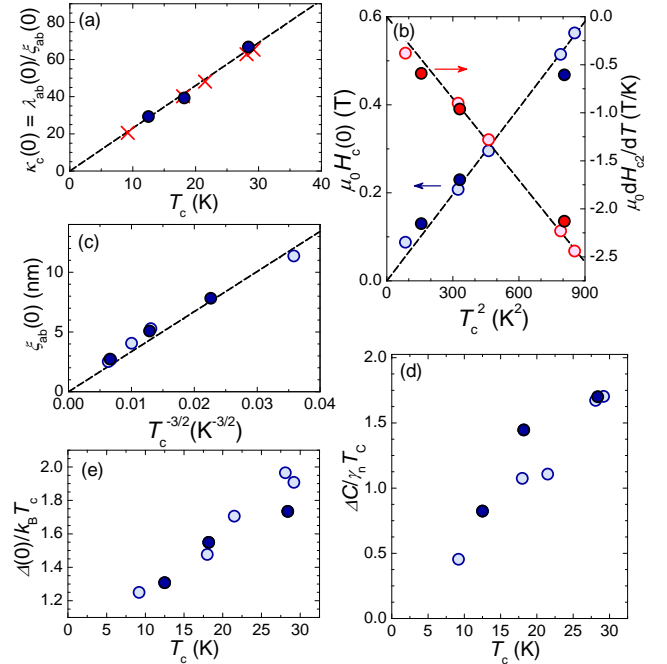 (a)
κc(0) = λab(0)/ξab(0)
80
60
40
20
0
0 10 20 30 40
Tc (K)
(b)
μ0Hc(0) (T)
0.6
0.4
0.2
0.0
0 300 600 900
Tc^2 (K^2)
0.0
-0.5
-1.0
-1.5
-2.0
-2.5
μ0dHc2/dT (T/K)
(c)
ξab(0) (nm)
10
5
0
0.00 0.01 0.02 0.03 0.04
Tc^-3/2(K^-3/2)
(d)
ΔC/γnTc
2.0
1.5
1.0
0.5
0.0
0 5 10 15 20 25 30
Tc (K)
(e)
Δ(0)/kBTc
2.0
1.8
1.6
1.4
1.2
0 5 10 15 20 25 30
Tc (K)